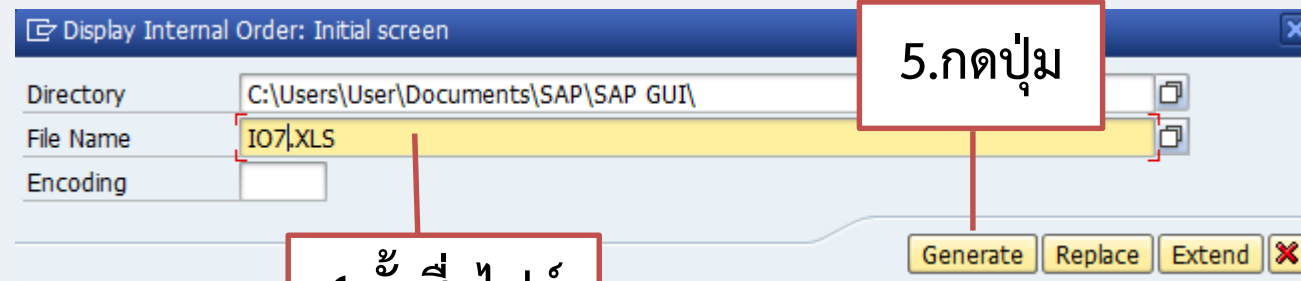 Display Internal Order: Initial screen
5.กดปุ่ม
Directory C:\Users\User\Documents\SAP\SAP GUI\
File Name IO7.XLS
Encoding
Generate Replace Extend